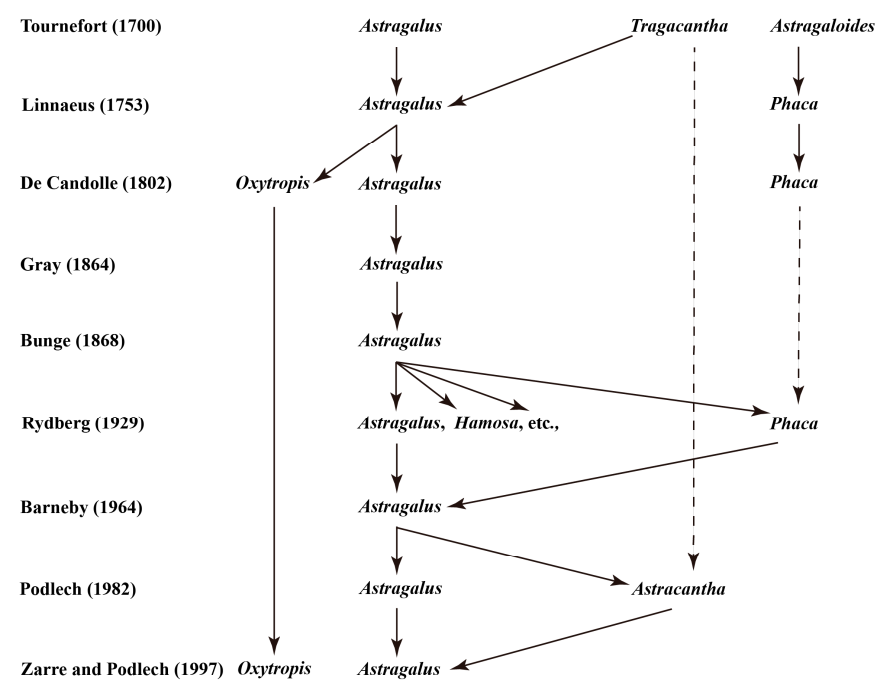 Tournefort (1700) Astragalus Tragacantha Astragaloides
Linnaeus (1753) Astragalus Phaca
De Candolle (1802) Oxytropis Astragalus Phaca
Gray (1864) Astragalus
Bunge (1868) Astragalus
Rydberg (1929) Astragalus, Hamosa, etc., Phaca
Barneby (1964) Astragalus
Podlech (1982) Astragalus Astracantha
Zarre and Podlech (1997) Oxytropis Astragalus